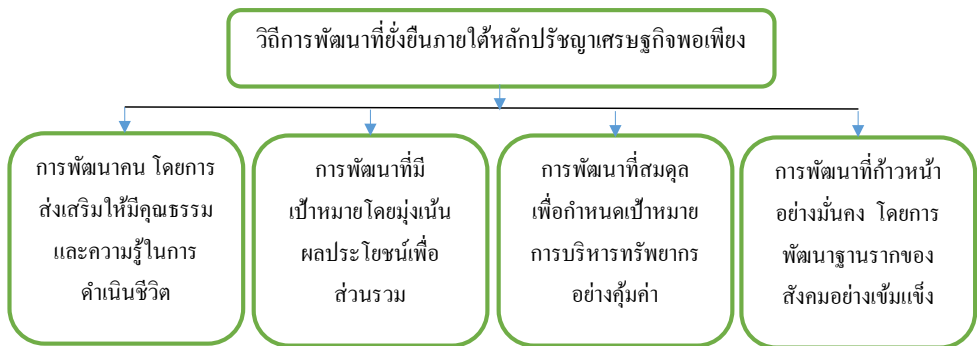 วิถีการพัฒนาที่ยั่งยืนภายใต้หลักปรัชญาเศรษฐกิจพอเพียง
การพัฒนาคน โดยการ
ส่งเสริมให้มีคุณธรรม
และความรู้ในการ
ดำเนินชีวิต
การพัฒนาที่มี
เป้าหมายโดยมุ่งเน้น
ผลประโยชน์เพื่อ
ส่วนรวม
การพัฒนาที่สมดุล
เพื่อกำหนดเป้าหมาย
การบริหารทรัพยากร
อย่างคุ้มค่า
การพัฒนาที่ก้าวหน้า
อย่างมั่นคง โดยการ
พัฒนาฐานรากของ
สังคมอย่างเข้มแข็ง